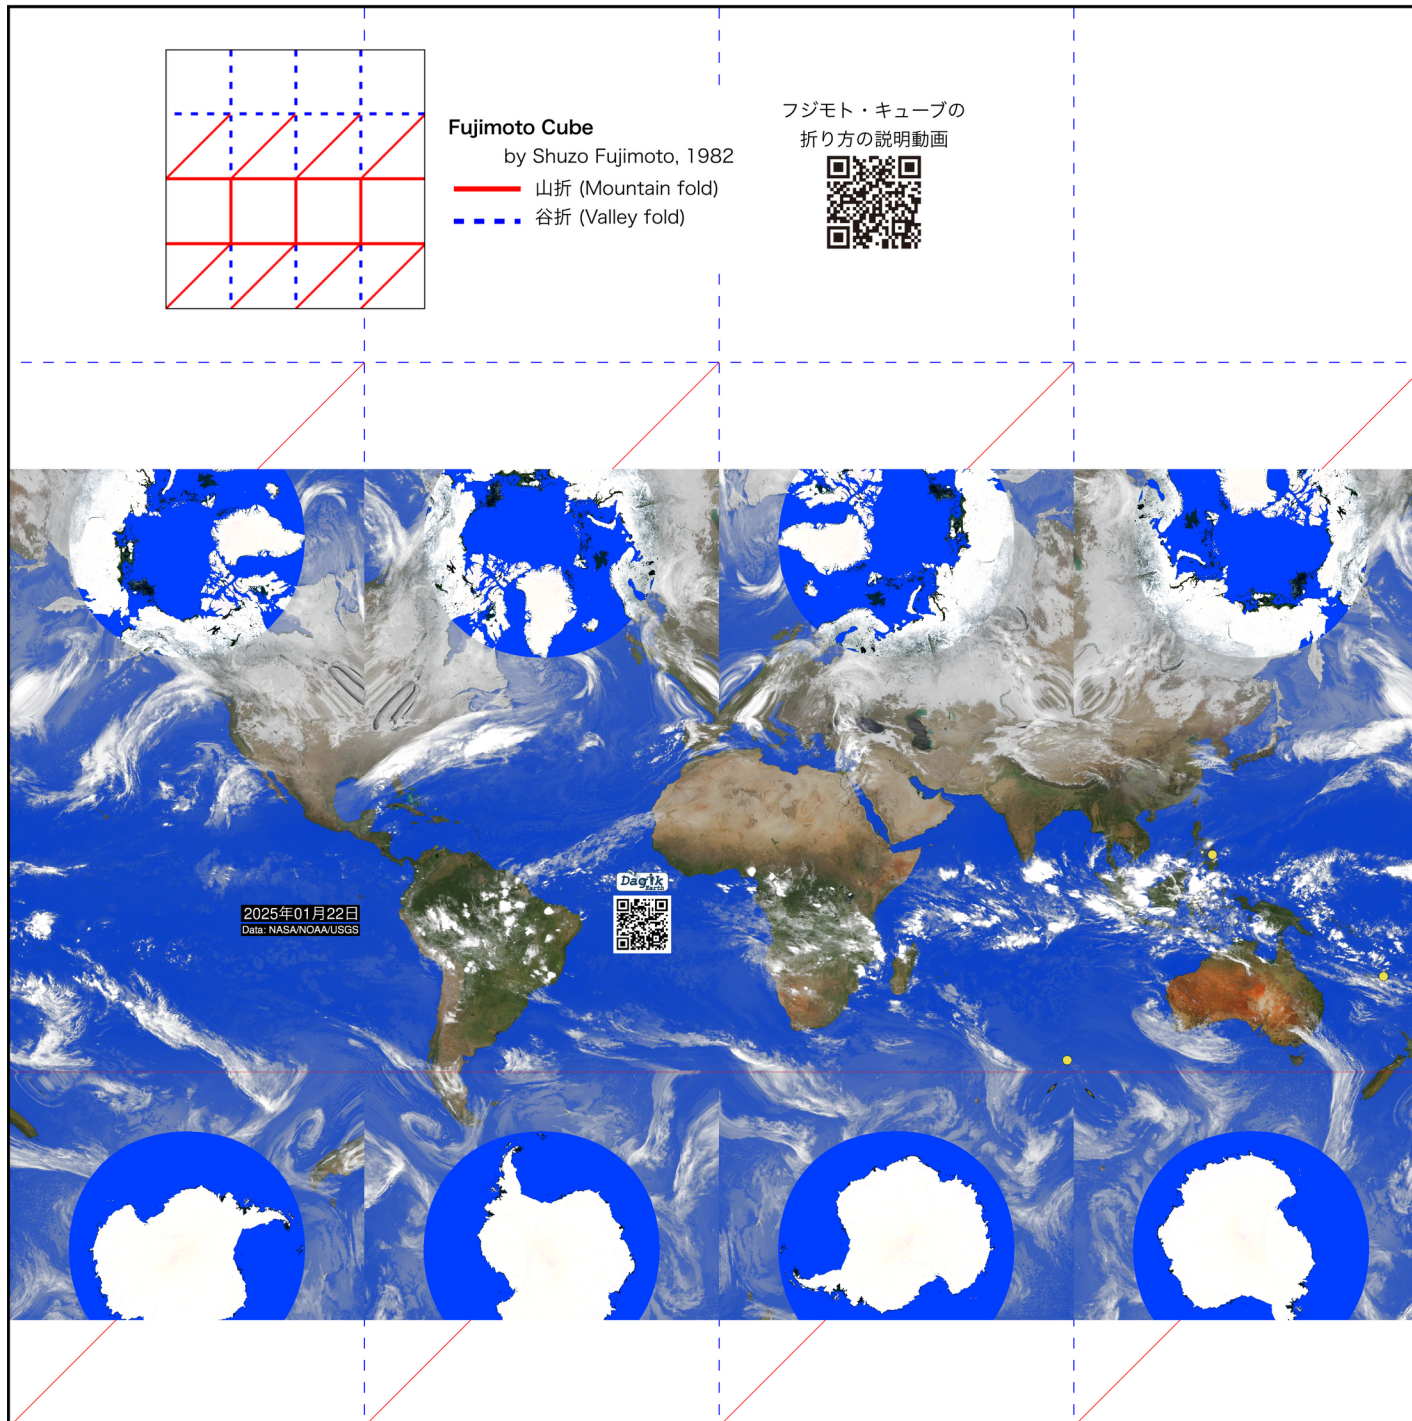 Fujimoto Cube
by Shuzo Fujimoto, 1982
山折 (Mountain fold)
谷折 (Valley fold)
フジモト・キューブの
折り方の説明動画
Dagik
Earth
2025年01月22日
Data: NASA/NOAA/USGS